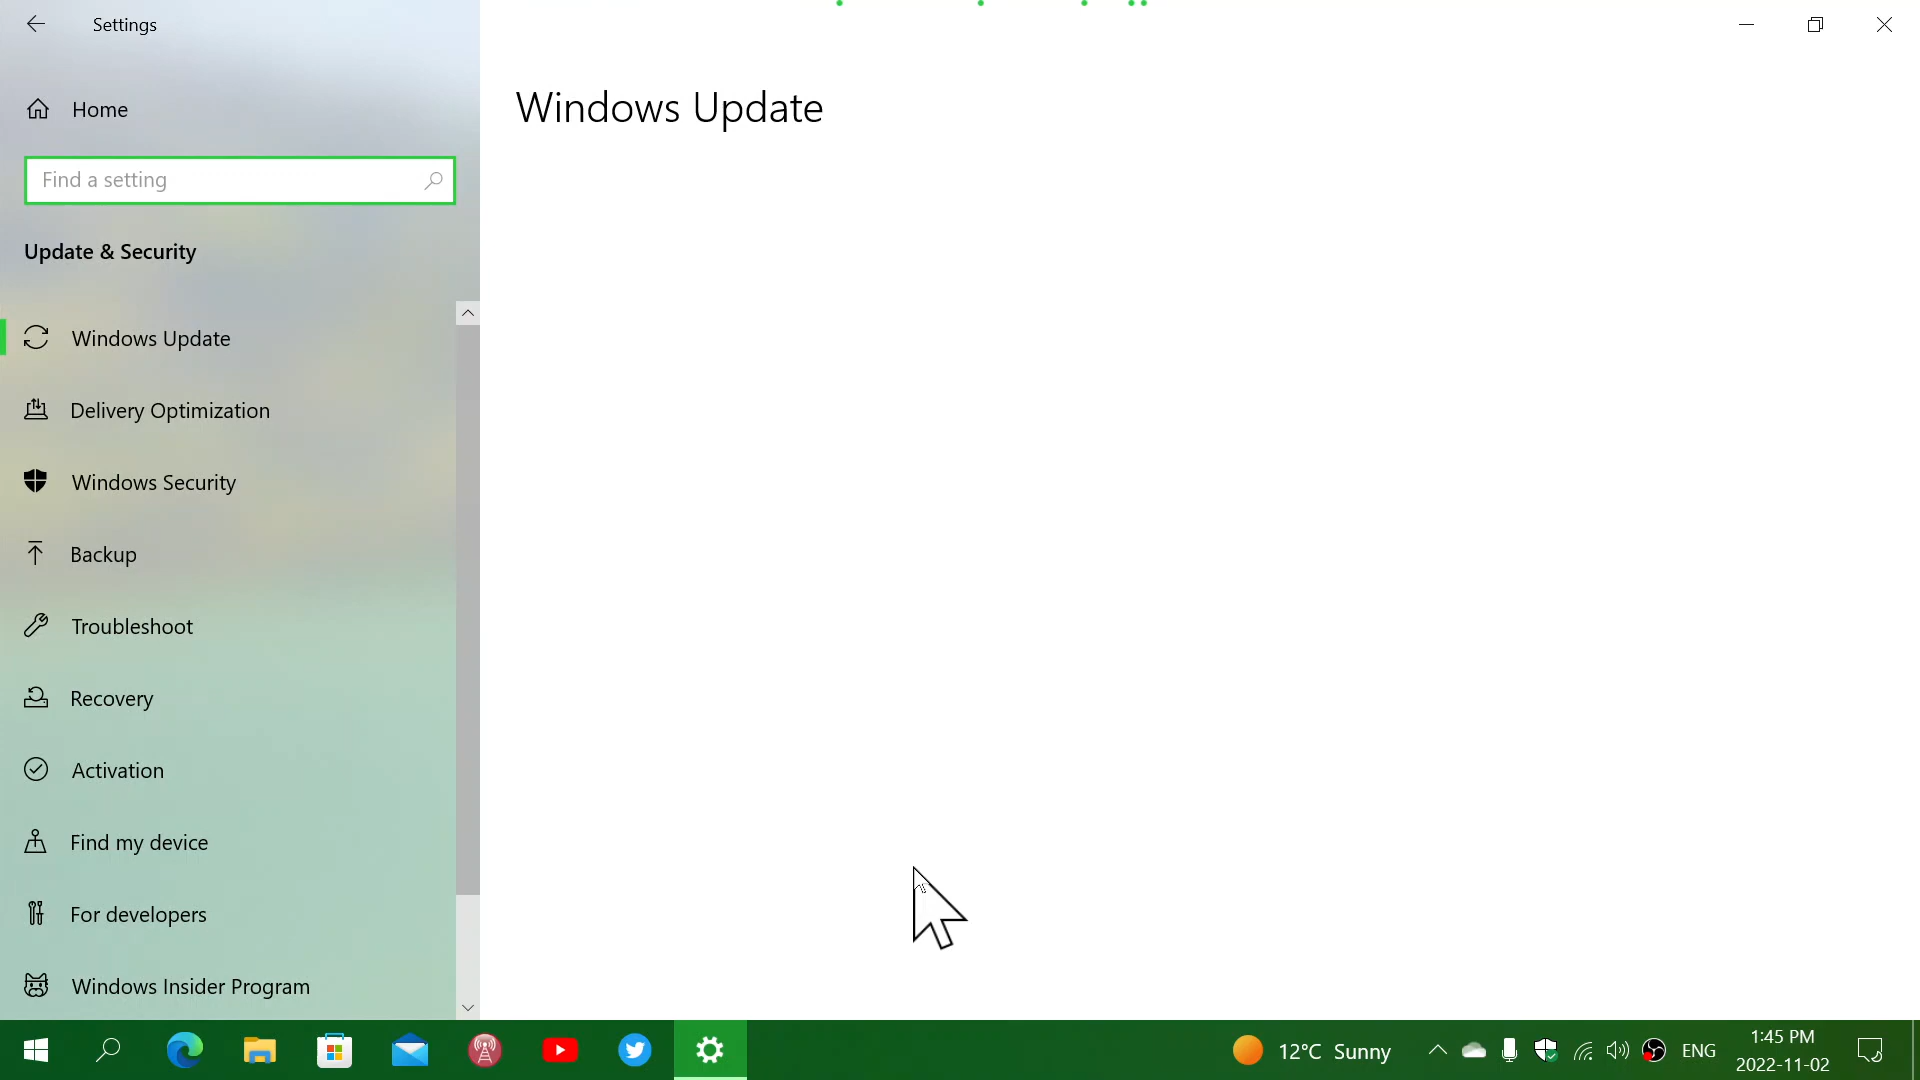 Settings
Home
Find a setting
Update & Security
Windows Update
Delivery Optimization
Windows Security
Backup
Troubleshoot
Recovery
Activation
Find my device
For developers
Windows Insider Program
Windows Update
12°C Sunny
ENG
1:45 PM
2022-11-02